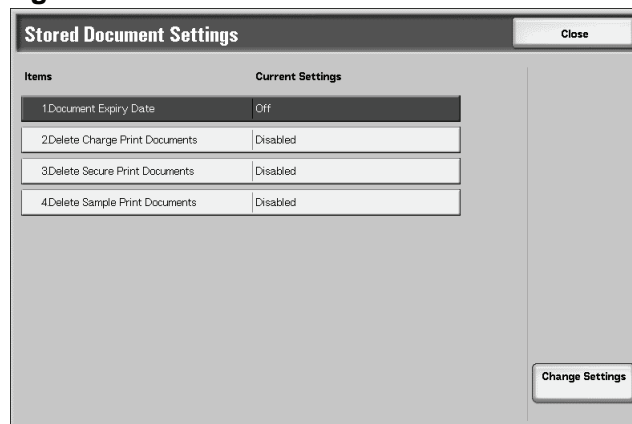 Stored Document Settings
Close
Items Current Settings
1.Document Expiry Date Off
2.Delete Charge Print Documents Disabled
3.Delete Secure Print Documents Disabled
4.Delete Sample Print Documents Disabled
Change Settings